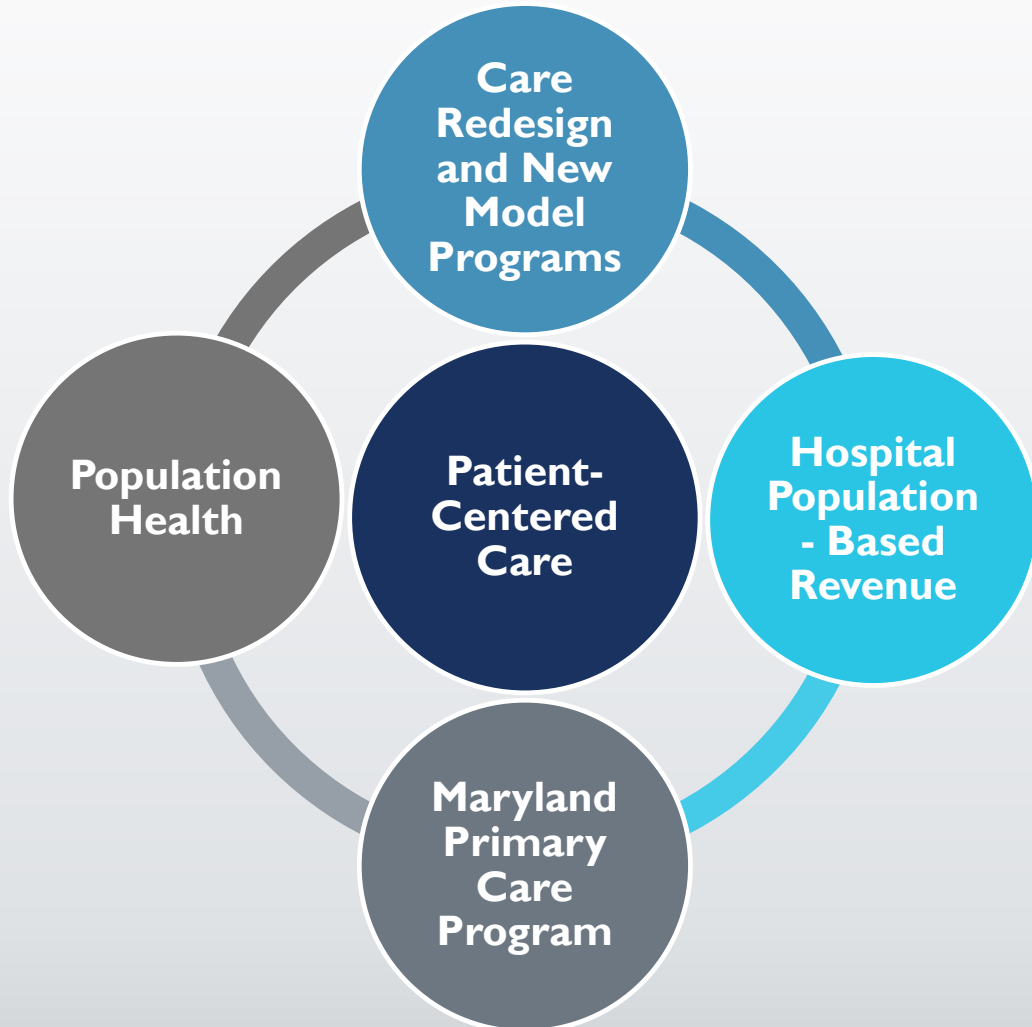 Care
Redesign
and New
Model
Programs
Population
Health
Patient-
Centered
Care
Hospital
Population
- Based
Revenue
Maryland
Primary
Care
Program